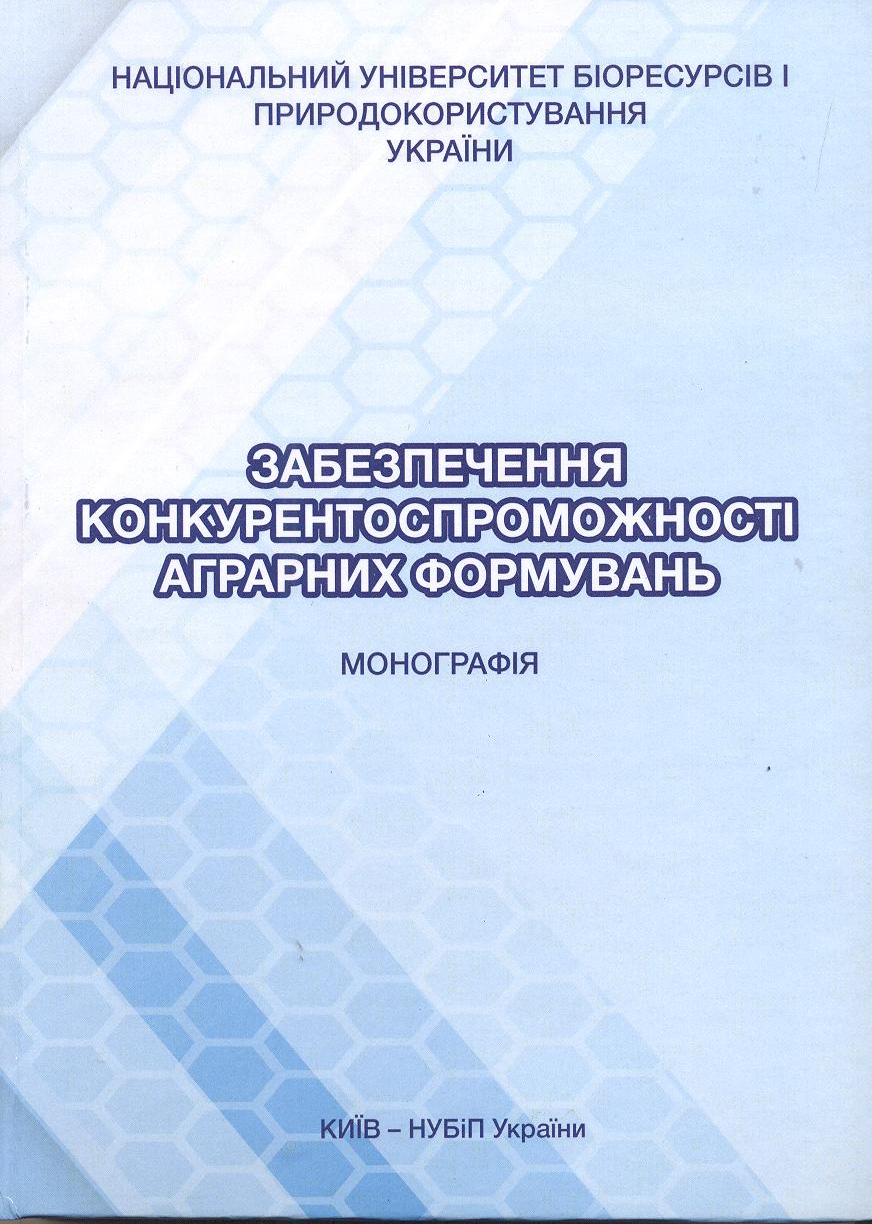 НАЦІОНАЛЬНИЙ УНІВЕРСИТЕТ БІОРЕСУРСІВ І
ПРИРОДОКОРИСТУВАННЯ
УКРАЇНИ
ЗАБЕЗПЕЧЕННЯ
КОНКУРЕНТОСПРОМОЖНОСТІ
АГРАРНИХ ФОРМУВАНЬ
МОНОГРАФІЯ
КИЇВ – НУБіП України